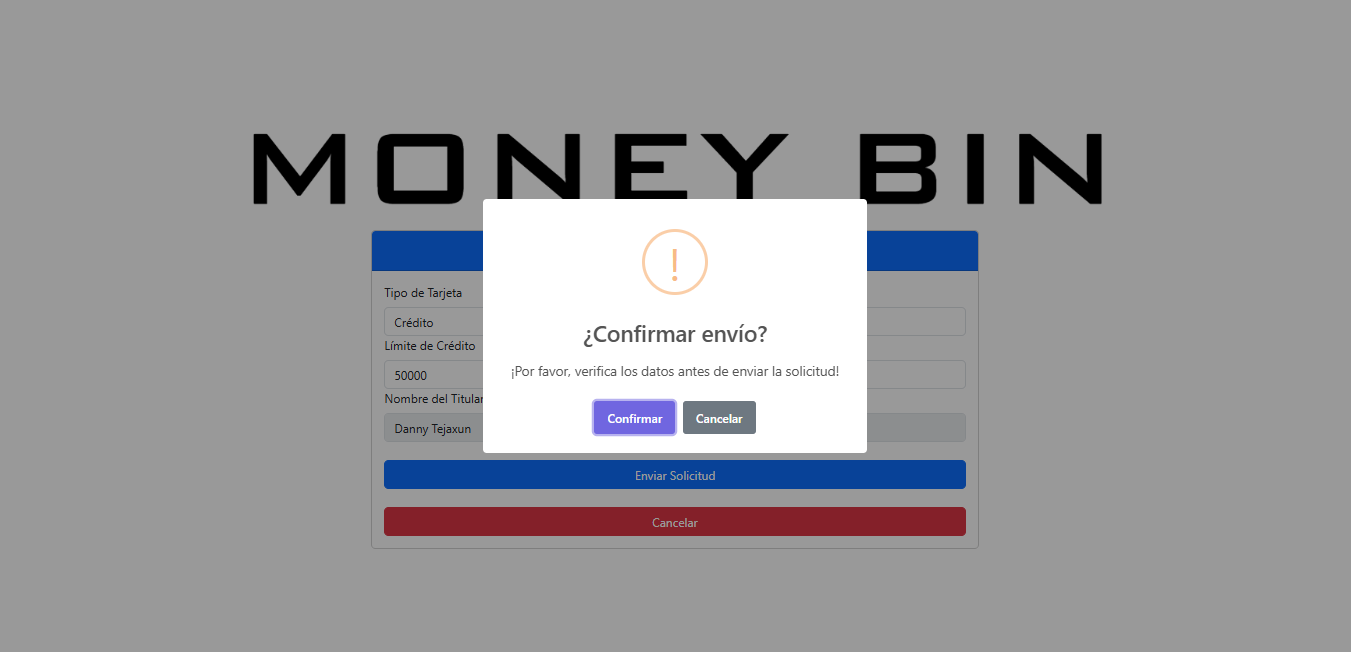 MONEY BIN
!
¿Confirmar envío?
¡Por favor, verifica los datos antes de enviar la solicitud!
Confirmar
Cancelar
Tipo de Tarjeta
Crédito
Límite de Crédito
50000
Nombre del Titular
Danny Tejaxun
Enviar Solicitud
Cancelar